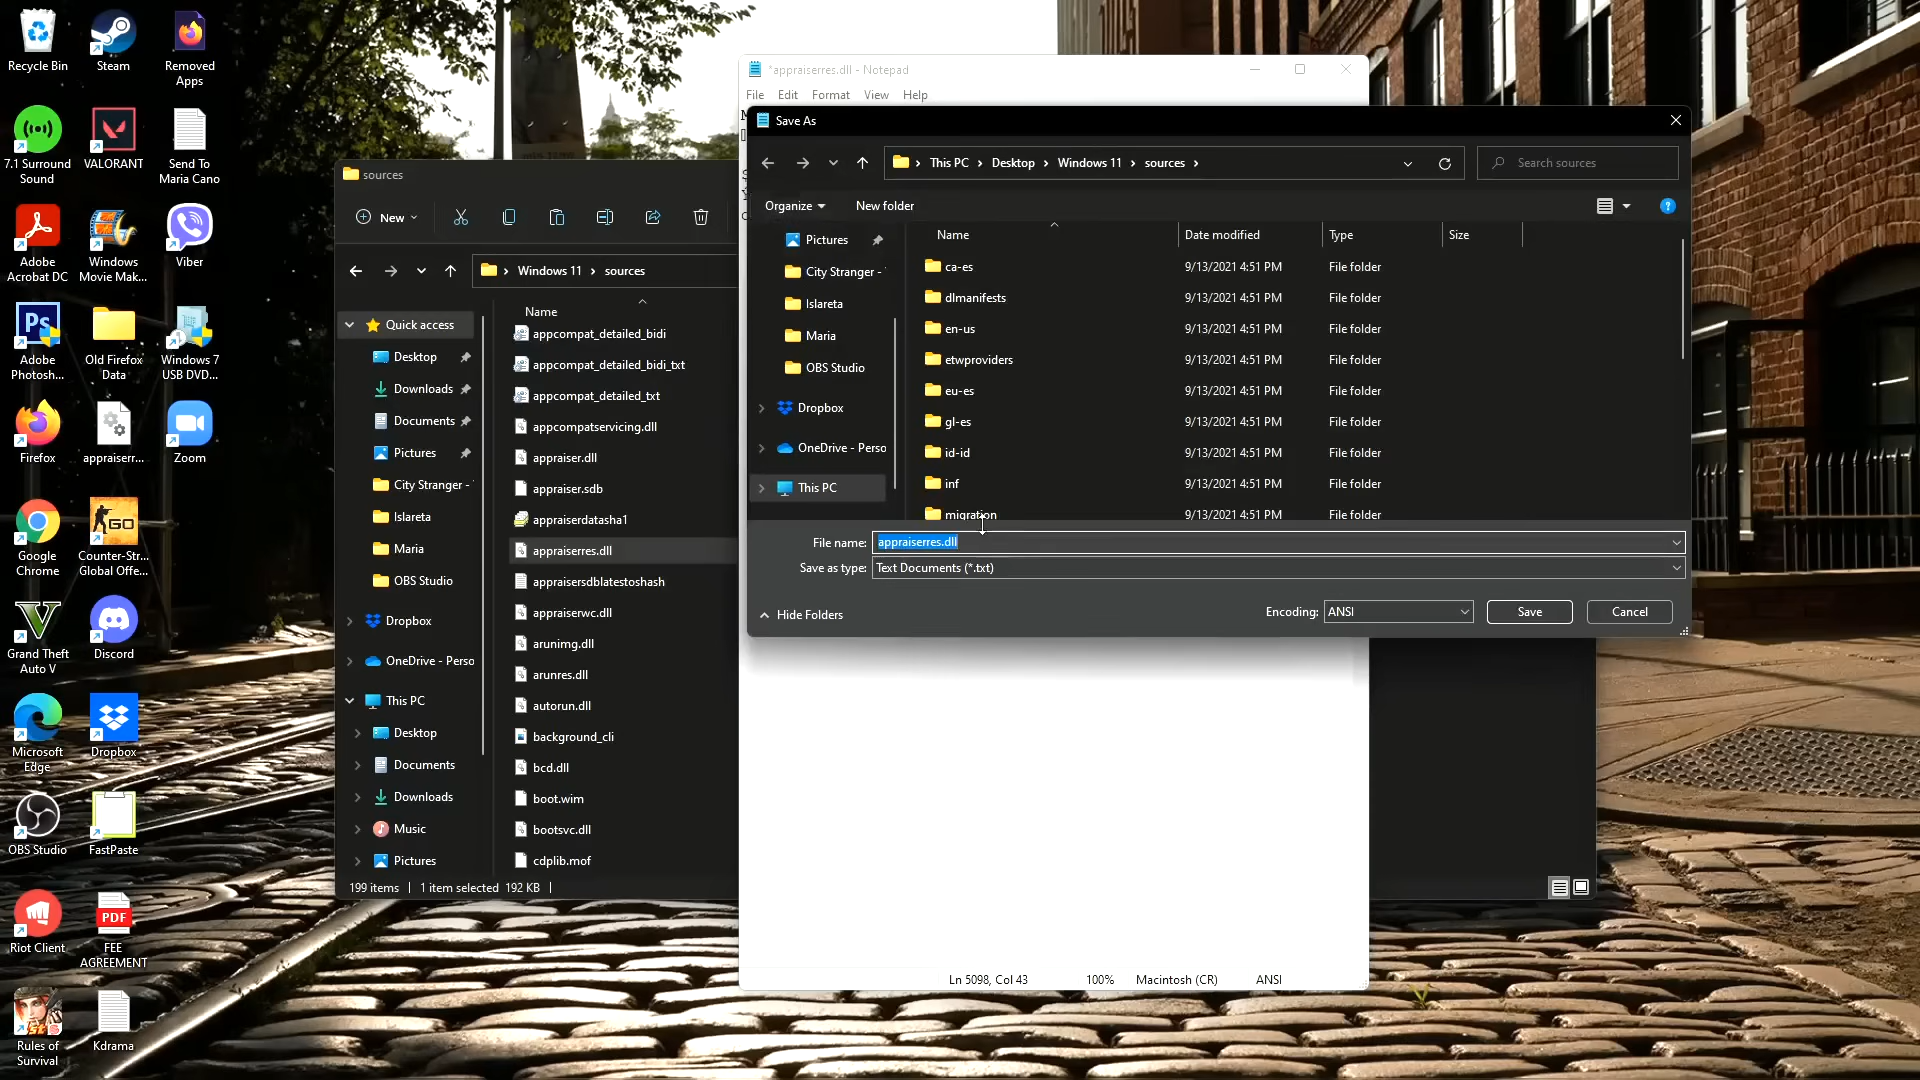 Recycle Bin
Steam
Removed
Apps
7.1 Surround
Sound
VALORANT
Send To
Maria Cano
Adobe
Acrobat DC
Windows
Movie Mak...
Viber
Ps
Adobe
Photosh...
Old Firefox
Data
Windows 7
USB DVD...
Firefox
appraiserr...
Zoom
Google
Chrome
GO
Counter-Str...
Global Offe...
V
Grand Theft
Auto V
Discord
Microsoft
Edge
Dropbox
OBS Studio
FastPaste
Riot Client
PDF
FEE
AGREEMENT
Rules of
Survival
Kdrama
sources
New
Windows 11 › sources
Quick access
Desktop
Downloads
Documents
Pictures
City Stranger -
Islareta
Maria
OBS Studio
Dropbox
OneDrive - Perso
This PC
Desktop
Documents
Downloads
Music
Pictures
Name
appcompat_detailed_bidi
appcompat_detailed_bidi_txt
appcompat_detailed_txt
appcompatservicing.dll
appraiser.dll
appraiser.sdb
appraiserdatasha1
appraiserres.dll
appraisersdblatestoshash
appraiserwc.dll
arunimg.dll
arunres.dll
autorun.dll
background_cli
bcd.dll
boot.wim
bootsvc.dll
cdplib.mof
199 items | 1 item selected 192 KB |
*appraiserres.dll - Notepad
File Edit Format View Help
Save As
› This PC › Desktop › Windows 11 › sources ›
Search sources
Organize New folder
?
Pictures
City Stranger -
Islareta
Maria
OBS Studio
Dropbox
OneDrive - Perso
This PC
Name Date modified Type Size
ca-es 9/13/2021 4:51 PM File folder
dlmanifests 9/13/2021 4:51 PM File folder
en-us 9/13/2021 4:51 PM File folder
etwproviders 9/13/2021 4:51 PM File folder
eu-es 9/13/2021 4:51 PM File folder
gl-es 9/13/2021 4:51 PM File folder
id-id 9/13/2021 4:51 PM File folder
inf 9/13/2021 4:51 PM File folder
migration 9/13/2021 4:51 PM File folder
File name: appraiserres.dll
Save as type: Text Documents (*.txt)
Hide Folders
Encoding: ANSI
Save
Cancel
Ln 5098, Col 43 100% Macintosh (CR) ANSI